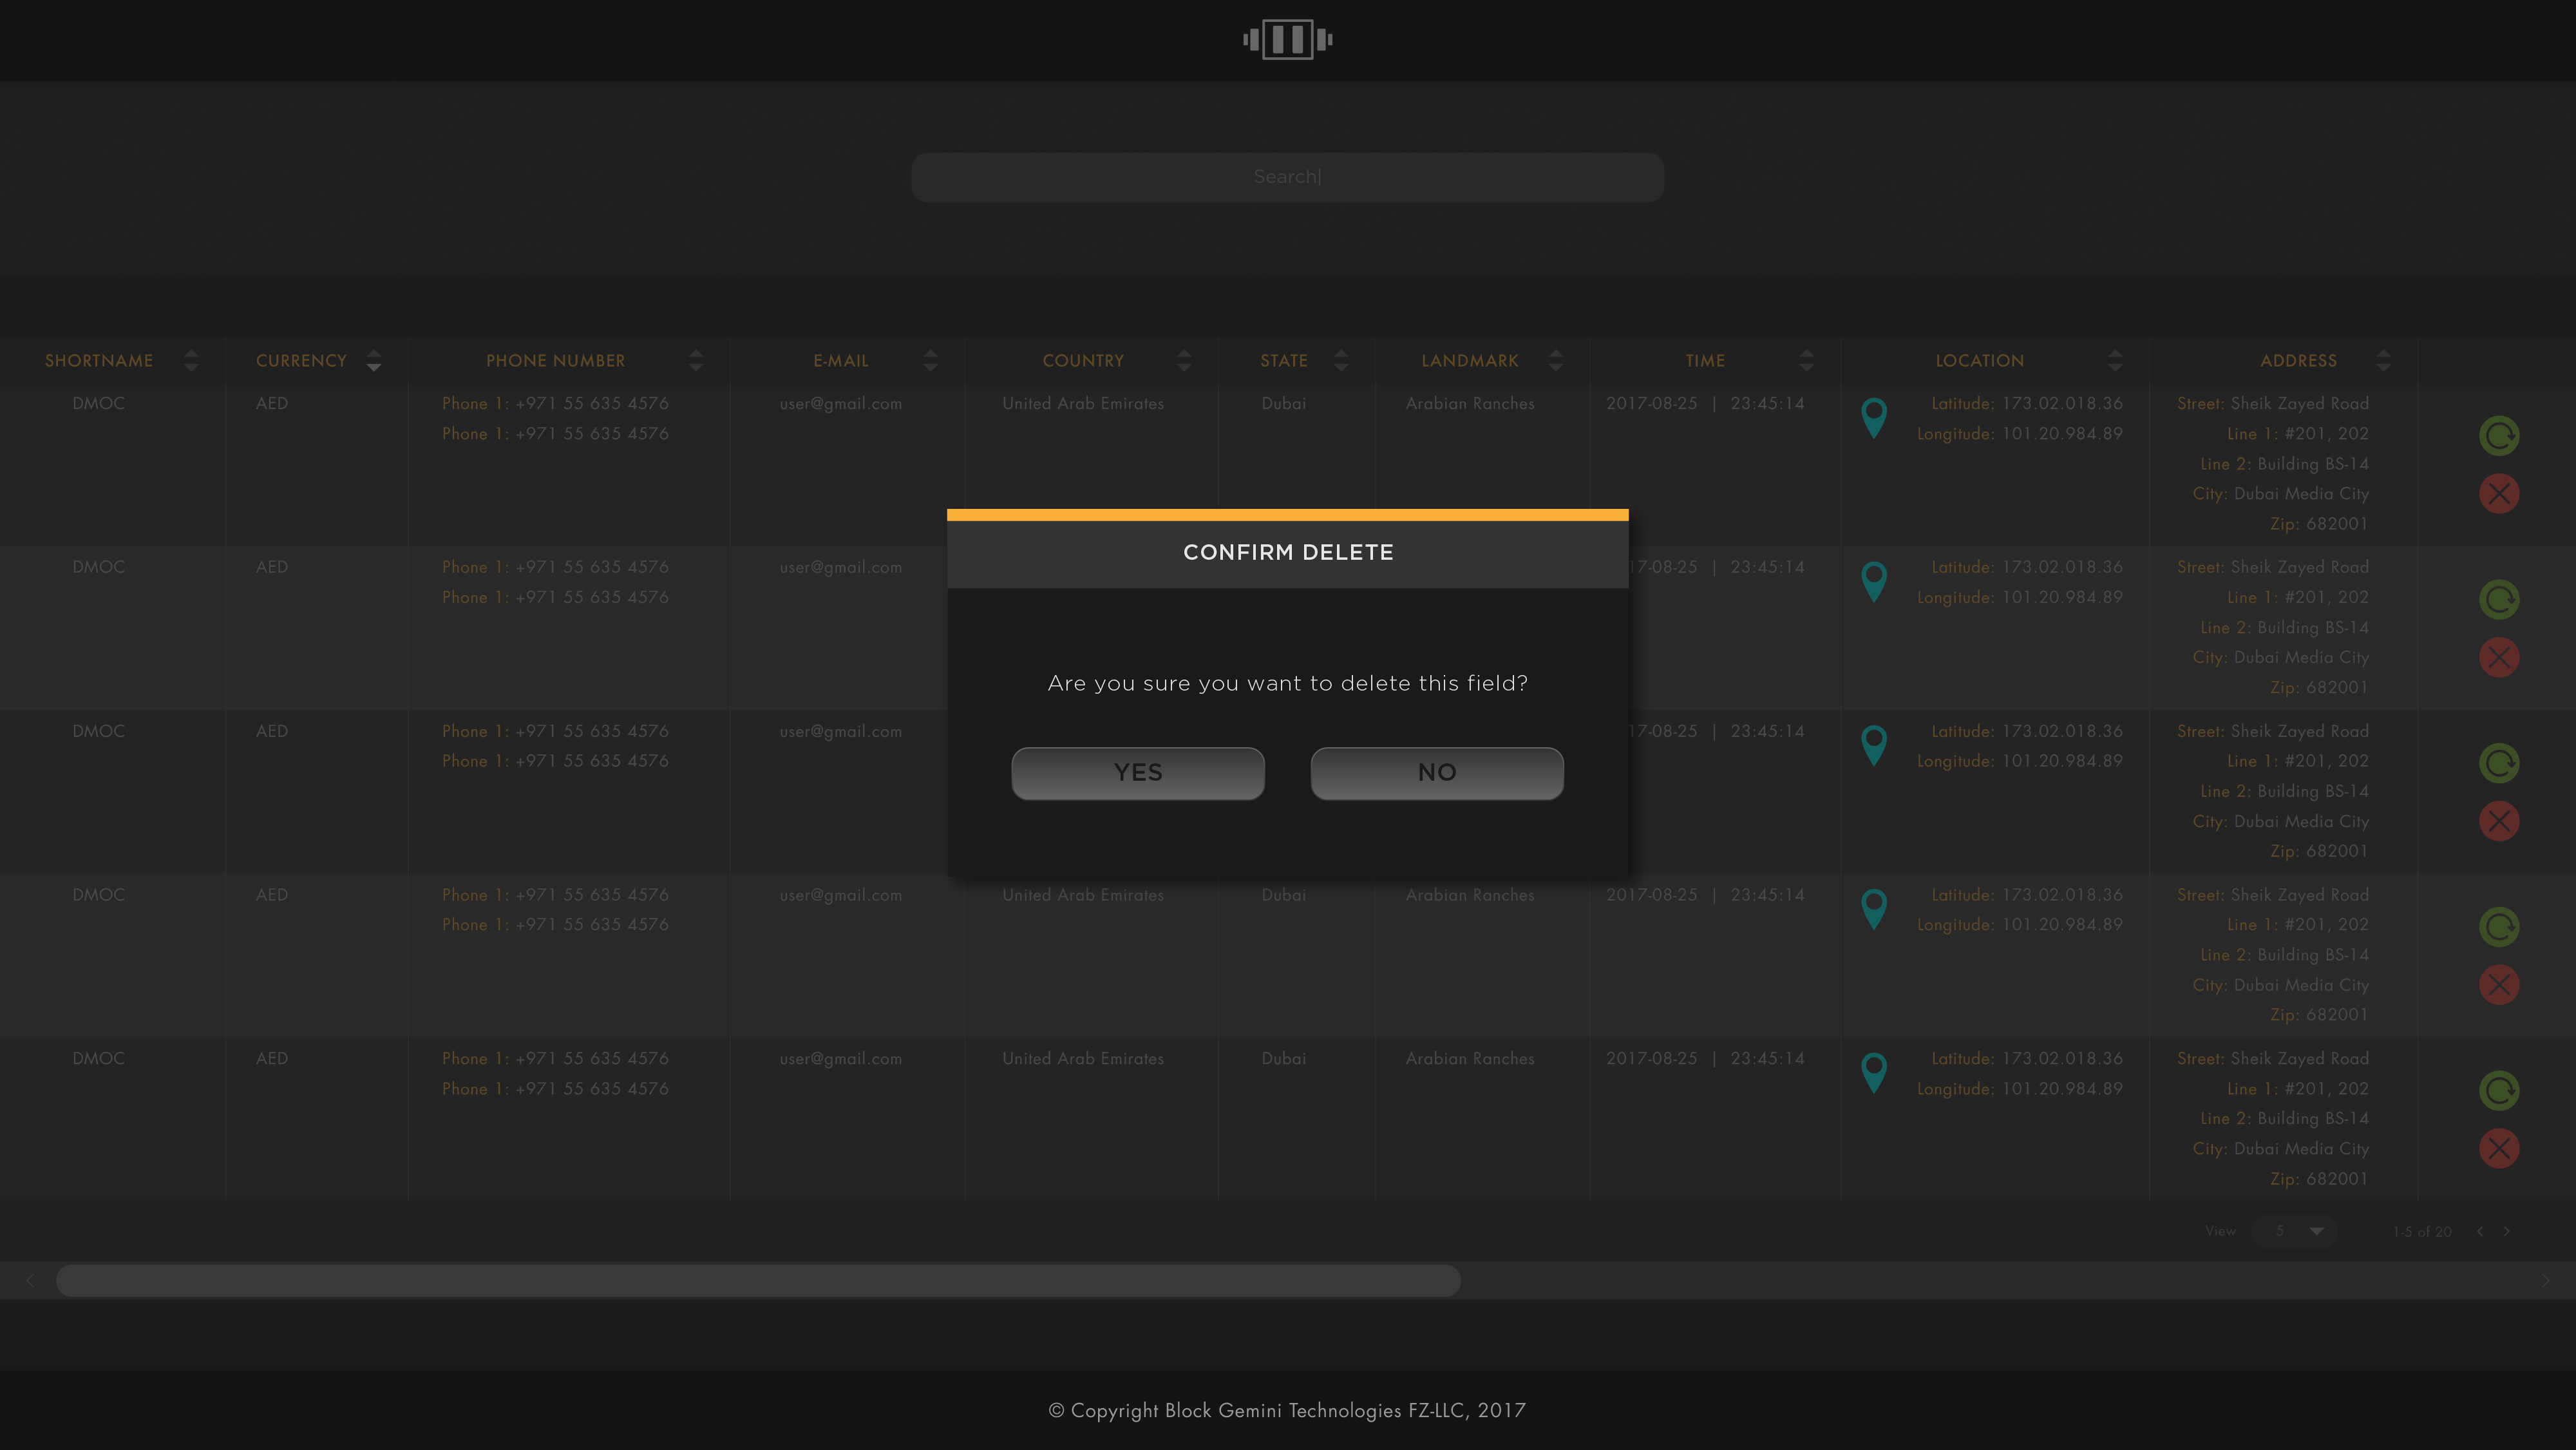 Search
SHORTNAME CURRENCY PHONE NUMBER E-MAIL COUNTRY STATE LANDMARK TIME LOCATION ADDRESS
DMOC AED Phone 1: +971 55 635 4576 user@gmail.com United Arab Emirates Dubai Arabian Ranches 2017-08-25 | 23:45:14 Latitude: 173.02.018.36 Street: Sheik Zayed Road
Phone 1: +971 55 635 4576 Longitude: 101.20.984.89 Line 1: #201, 202
Line 2: Building BS-14
City: Dubai Media City
Zip: 682001
CONFIRM DELETE
Are you sure you want to delete this field?
YES NO
DMOC AED Phone 1: +971 55 635 4576 user@gmail.com 17-08-25 | 23:45:14 Latitude: 173.02.018.36 Street: Sheik Zayed Road
Phone 1: +971 55 635 4576 Longitude: 101.20.984.89 Line 1: #201, 202
Line 2: Building BS-14
City: Dubai Media City
Zip: 682001
DMOC AED Phone 1: +971 55 635 4576 user@gmail.com 17-08-25 | 23:45:14 Latitude: 173.02.018.36 Street: Sheik Zayed Road
Phone 1: +971 55 635 4576 Longitude: 101.20.984.89 Line 1: #201, 202
Line 2: Building BS-14
City: Dubai Media City
Zip: 682001
DMOC AED Phone 1: +971 55 635 4576 user@gmail.com United Arab Emirates Dubai Arabian Ranches 2017-08-25 | 23:45:14 Latitude: 173.02.018.36 Street: Sheik Zayed Road
Phone 1: +971 55 635 4576 Longitude: 101.20.984.89 Line 1: #201, 202
Line 2: Building BS-14
City: Dubai Media City
Zip: 682001
DMOC AED Phone 1: +971 55 635 4576 user@gmail.com United Arab Emirates Dubai Arabian Ranches 2017-08-25 | 23:45:14 Latitude: 173.02.018.36 Street: Sheik Zayed Road
Phone 1: +971 55 635 4576 Longitude: 101.20.984.89 Line 1: #201, 202
Line 2: Building BS-14
City: Dubai Media City
Zip: 682001
View 5 1-5 of 20
© Copyright Block Gemini Technologies FZ-LLC, 2017